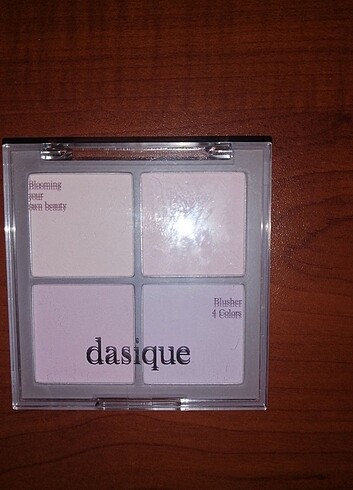 Blooming
your
own beauty
Blusher
4 Colors
dasique